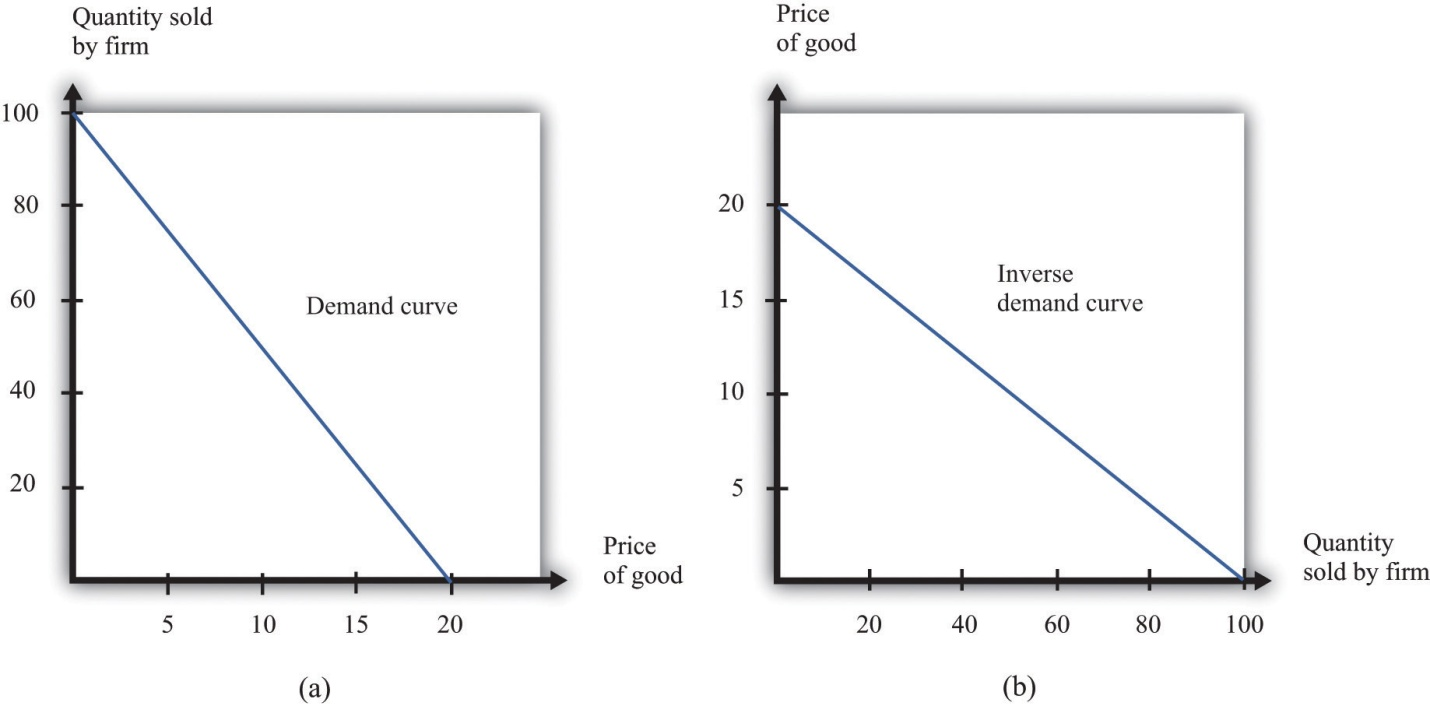 Quantity sold
by firm
100
80
60
40
20
Demand curve
Price
of good
5 10 15 20
(a)
Price
of good
20
15
10
5
Inverse
demand curve
Quantity
sold by firm
20 40 60 80 100
(b)